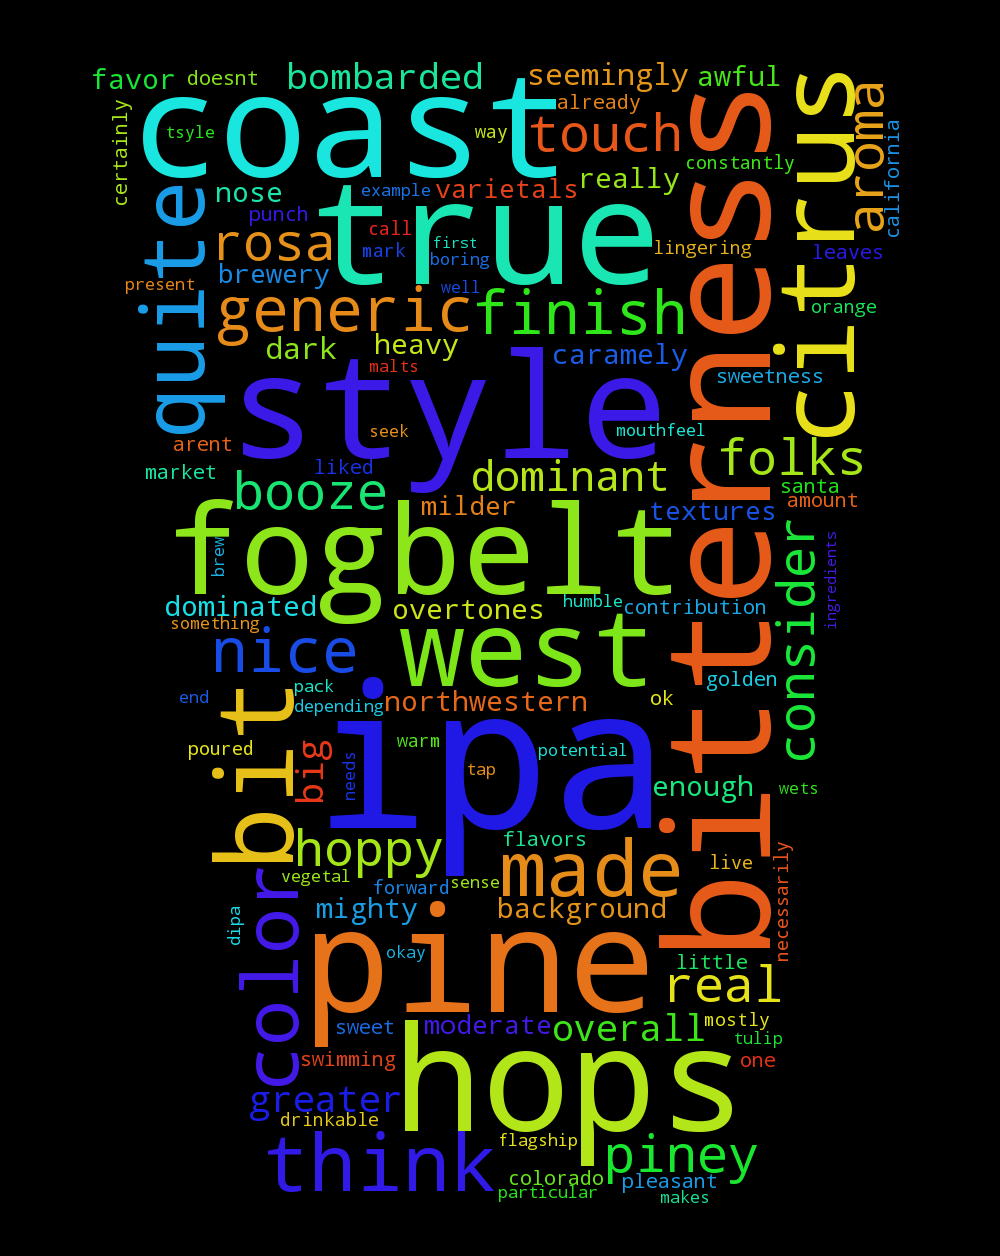 favor
doesnt
bombarded
seemingly
awful
coast
already
citrus
aroma
certainly
tsyle
way
touch
bitterness
california
constantly
quite
nose
example
varietals
really
true
punch
rosa
call
mark
first
boring
lingering
leaves
brewery
present
well
generic
finish
orange
dark
heavy
caramely
malts
sweetness
style
seek
mouthfeel
arent
folks
market
liked
dominant
santa
booze
milder
textures
amount
fogbelt
brew
consider
ingredients
dominated
overtones
humble
contribution
something
nice
west
golden
end
pack
depending
northwestern
ok
bit
poured
big
warm
potential
needs
ipa
tap
enough
wets
hoppy
flavors
made
live
vegetal
forward
sense
necessarily
color
dipa
mighty
background
pine
okay
little
real
sweet
moderate
overall
mostly
tulip
swimming
hops
one
greater
drinkable
think
flagship
piney
colorado
pleasant
particular
makes